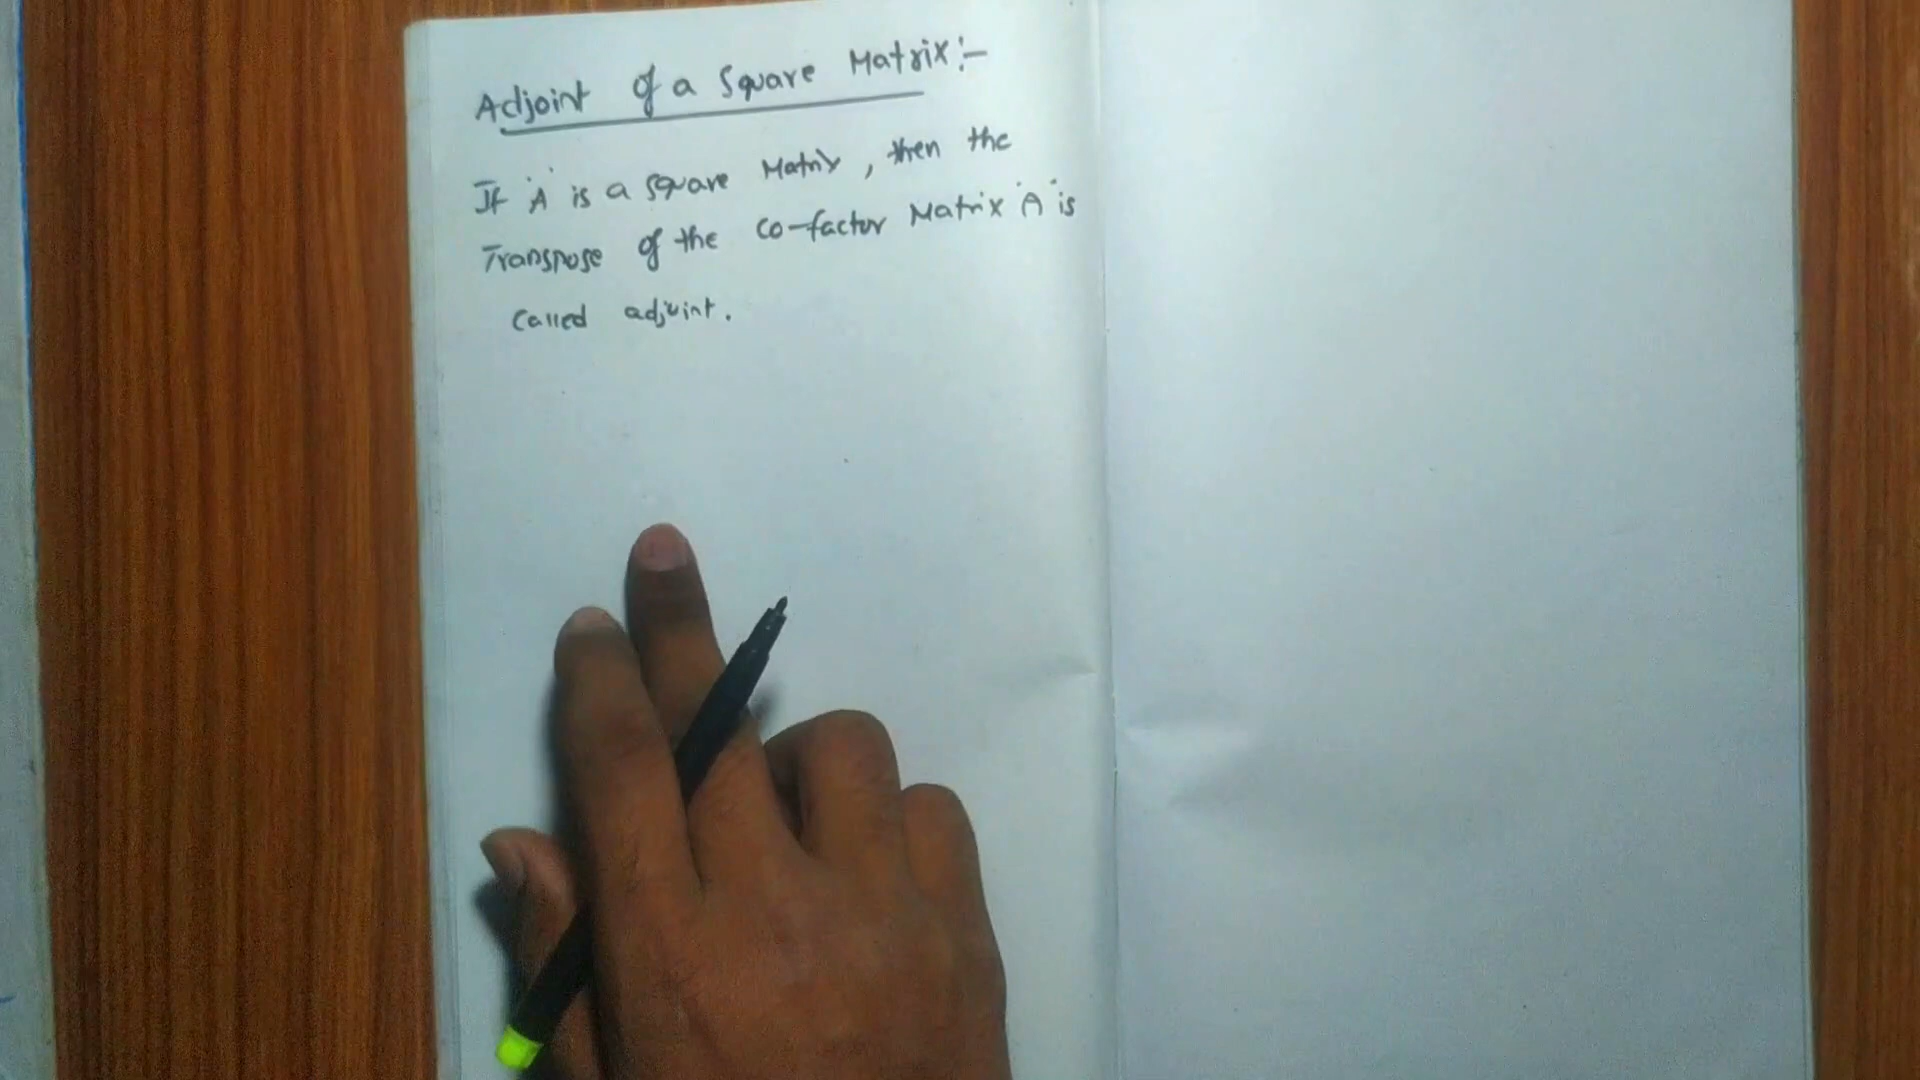 Adjoint of a Square Matrix:-
If 'A' is a square Matrix, then the
Transpose of the Co-factor Matrix 'A' is
called adjoint.